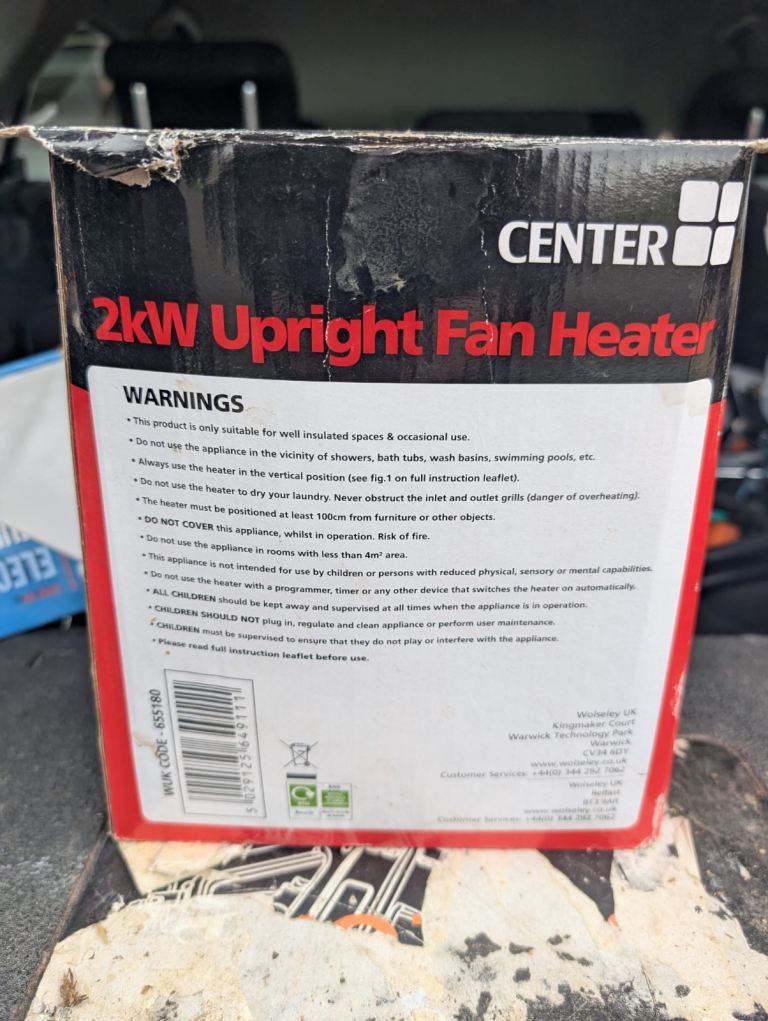 CENTER
2kW Upright Fan Heater
WARNINGS
• This product is only suitable for well insulated spaces & occasional use.
• Do not use the appliance in the vicinity of showers, bath tubs, wash basins, swimming pools, etc.
• Always use the heater in the vertical position (see fig.1 on full instruction leaflet).
• Do not use the heater to dry your laundry. Never obstruct the inlet and outlet grills (danger of overheating).
• The heater must be positioned at least 100cm from furniture or other objects.
• DO NOT COVER this appliance, whilst in operation. Risk of fire.
• Do not use the appliance in rooms with less than 4m² area.
• This appliance is not intended for use by children or persons with reduced physical, sensory or mental capabilities.
• Do not use the heater with a programmer, timer or any other device that switches the heater on automatically.
• ALL CHILDREN should be kept away and supervised at all times when the appliance is in operation.
• CHILDREN SHOULD NOT plug in, regulate and clean appliance or perform user maintenance.
• CHILDREN must be supervised to ensure that they do not play or interfere with the appliance.
• Please read full instruction leaflet before use.
WUK CODE - 655180
5 029125 649111
Wolseley UK
Kingmaker Court
Warwick Technology Park
Warwick
CV34 6DY
www.wolseley.co.uk
Customer Services: +44(0) 344 292 7062
Wolseley UK
Belfast
BT3 9AR
www.wolseley.co.uk
Customer Services: +44(0) 344 292 7062
ELEC